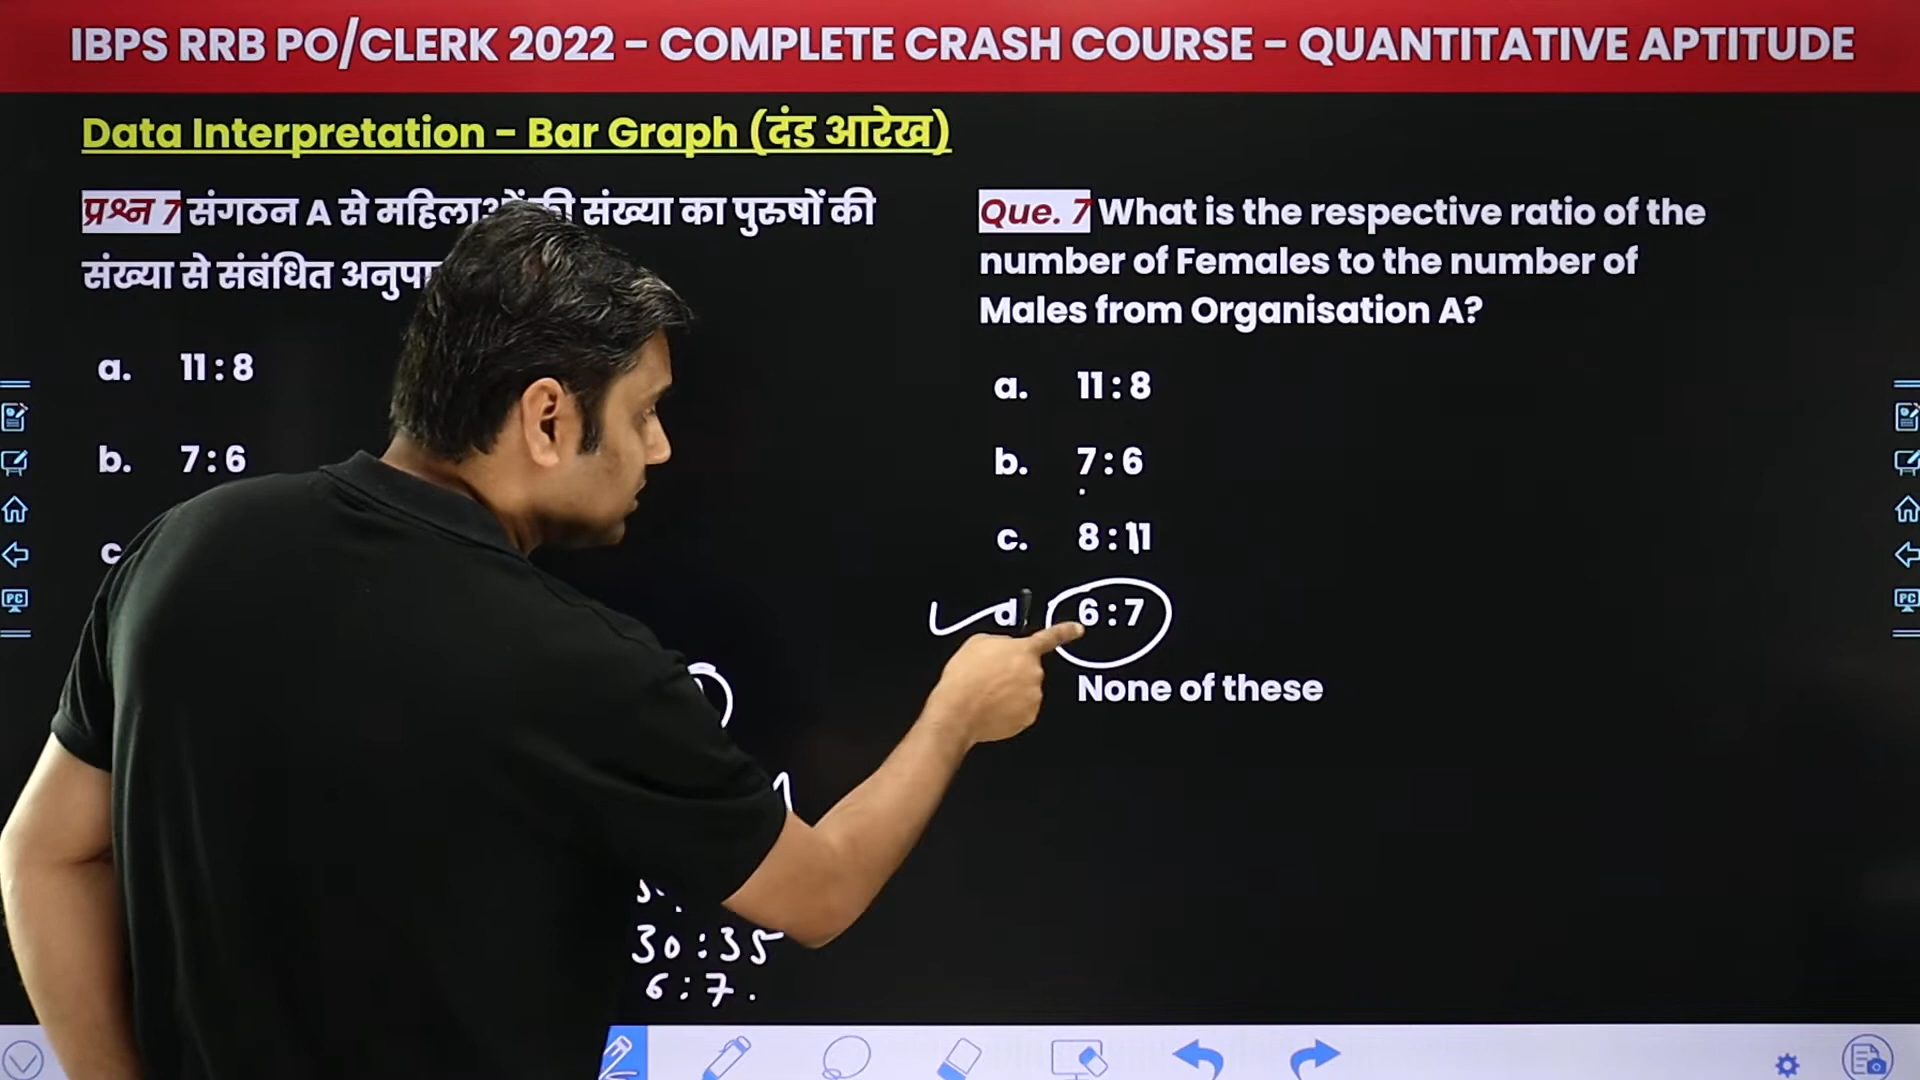 IBPS RRB PO/CLERK 2022 - COMPLETE CRASH COURSE - QUANTITATIVE APTITUDE
Data Interpretation - Bar Graph (दंड आरेख)
प्रश्न 7 संगठन A से महिलाओं की संख्या का पुरुषों की
संख्या से संबंधित
a. 11 : 8
b. 7 : 6
c
Que. 7 What is the respective ratio of the
number of Females to the number of
Males from Organisation A?
a. 11 : 8
b. 7 : 6
c. 8 : 11
d 6 : 7
None of these
30 : 35
6 : 7 .
PC
PC